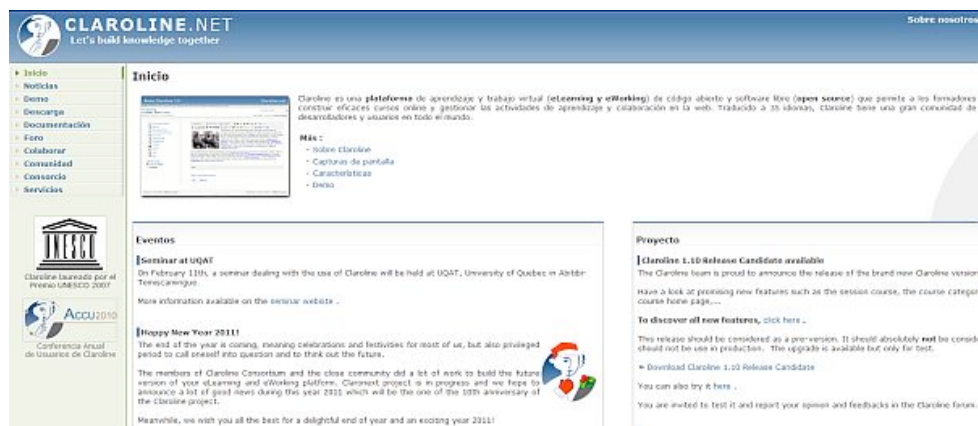 CLAROLINE.NET
Let's build knowledge together
Sobre nosotros
Inicio
Noticias
Demo
Descarga
Documentación
Foro
Colaborar
Comunidad
Consorcio
Servicios
UNESCO
Claroline laureado por el
Premio UNESCO 2007
ACCU2010
Conferencia Anual
de Usuarios de Claroline
Inicio
Claroline es una plataforma de aprendizaje y trabajo virtual (eLearning y eWorking) de código abierto y software libre (open source) que permite a los formadores
construir eficaces cursos online y gestionar las actividades de aprendizaje y colaboración en la web. Traducido a 35 idiomas, Claroline tiene una gran comunidad de
desarrolladores y usuarios en todo el mundo.
Más :
- Sobre Claroline
- Capturas de pantalla
- Características
- Demo
Eventos
Seminar at UQAT
On February 11th, a seminar dealing with the use of Claroline will be held at UQAT, University of Quebec in Abitibi-
Temiscamingue.
More information available on the seminar website .
Happy New Year 2011!
The end of the year is coming, meaning celebrations and festivities for most of us, but also privileged
period to call oneself into question and to think out the future.
The members of Claroline Consortium and the close community did a lot of work to build the future
version of your eLearning and eWorking platform. Claronext project is in progress and we hope to
announce a lot of good news during this year 2011 which will be the one of the 10th anniversary of
the Claroline project.
Meanwhile, we wish you all the best for a delightful end of year and an exciting year 2011!
Proyecto
Claroline 1.10 Release Candidate available
The Claroline team is proud to announce the release of the brand new Claroline version
Have a look at promising new features such as the session course, the course categor
course home page,...
To discover all new features, click here .
This release should be considered as a pre-version. It should absolutely not be conside
should not be use in production. The upgrade is available but only for test.
Download Claroline 1.10 Release Candidate
You can also try it here .
You are invited to test it and report your opinion and feedbacks in the Claroline forum.